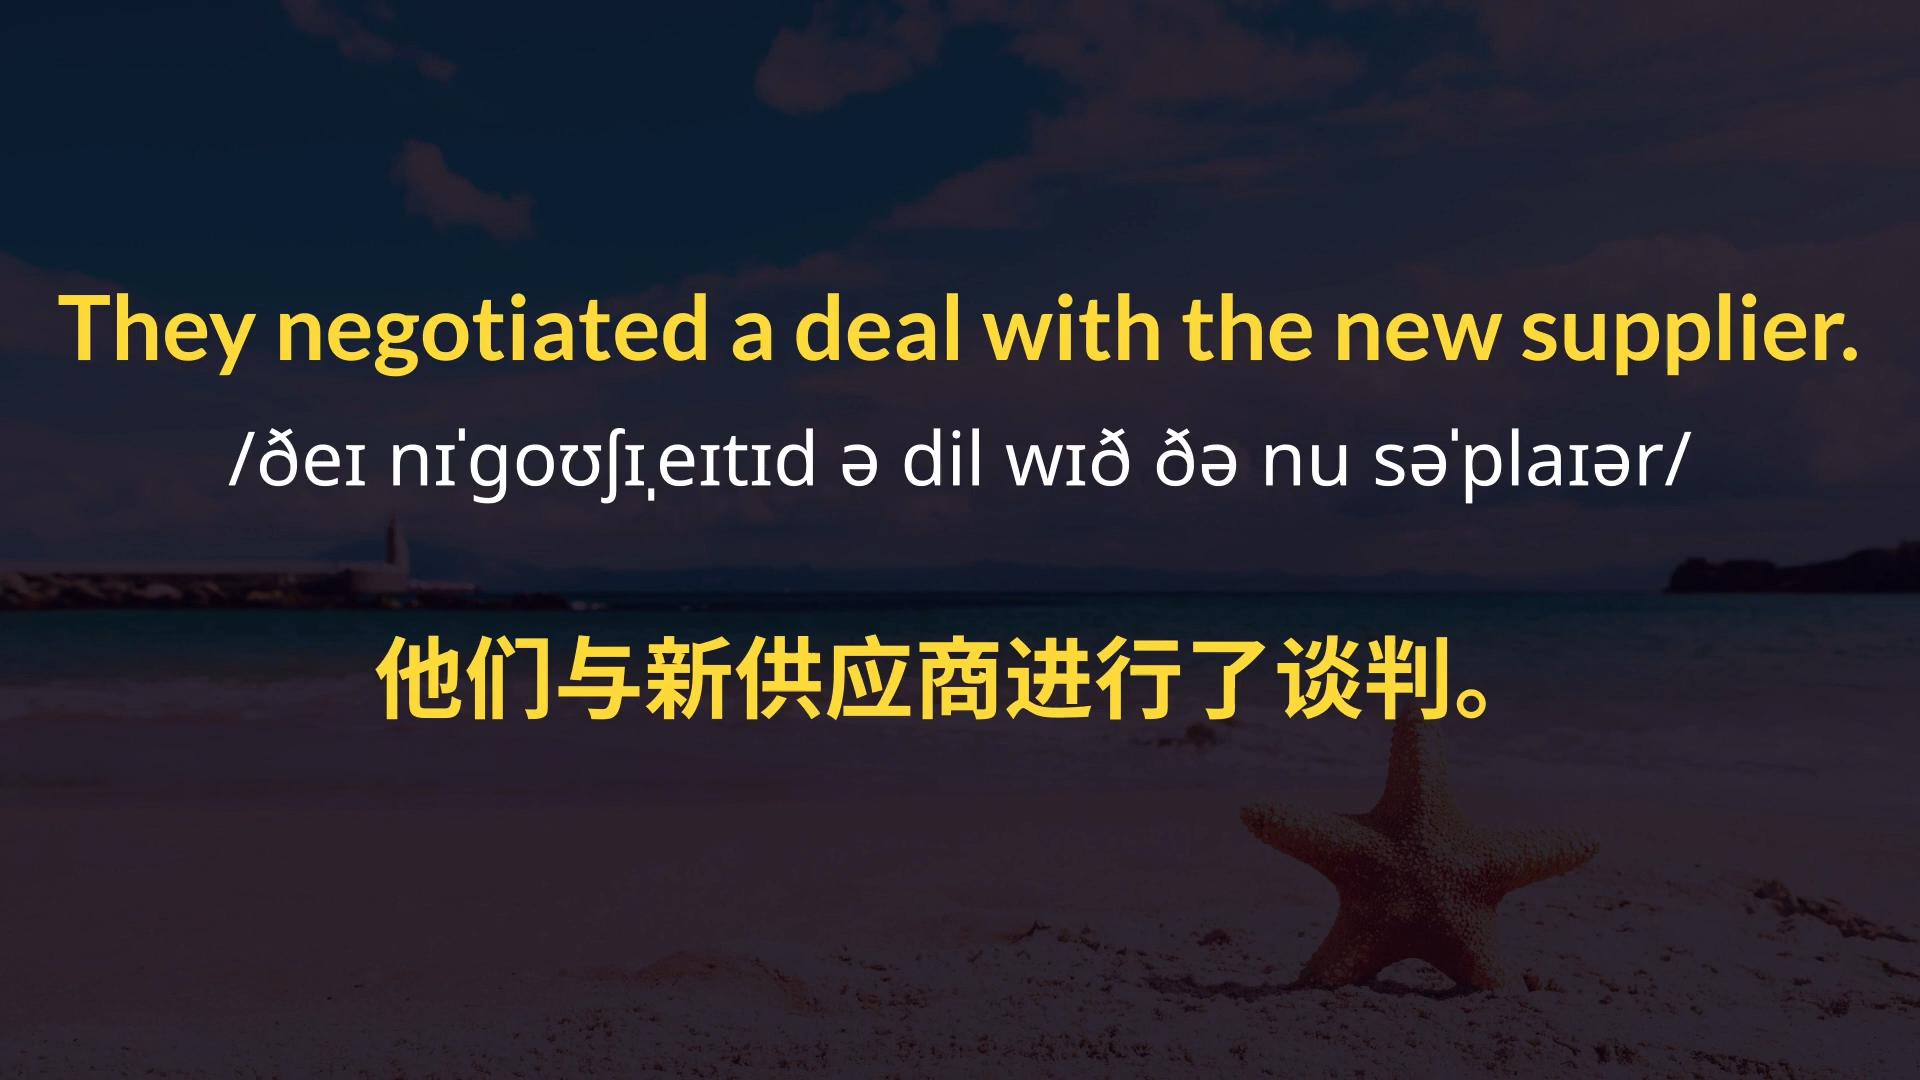 They negotiated a deal with the new supplier.
/ðeɪ nɪˈɡoʊʃɪˌeɪtɪd ə dil wɪð ðə nu səˈplaɪər/
他们与新供应商进行了谈判。